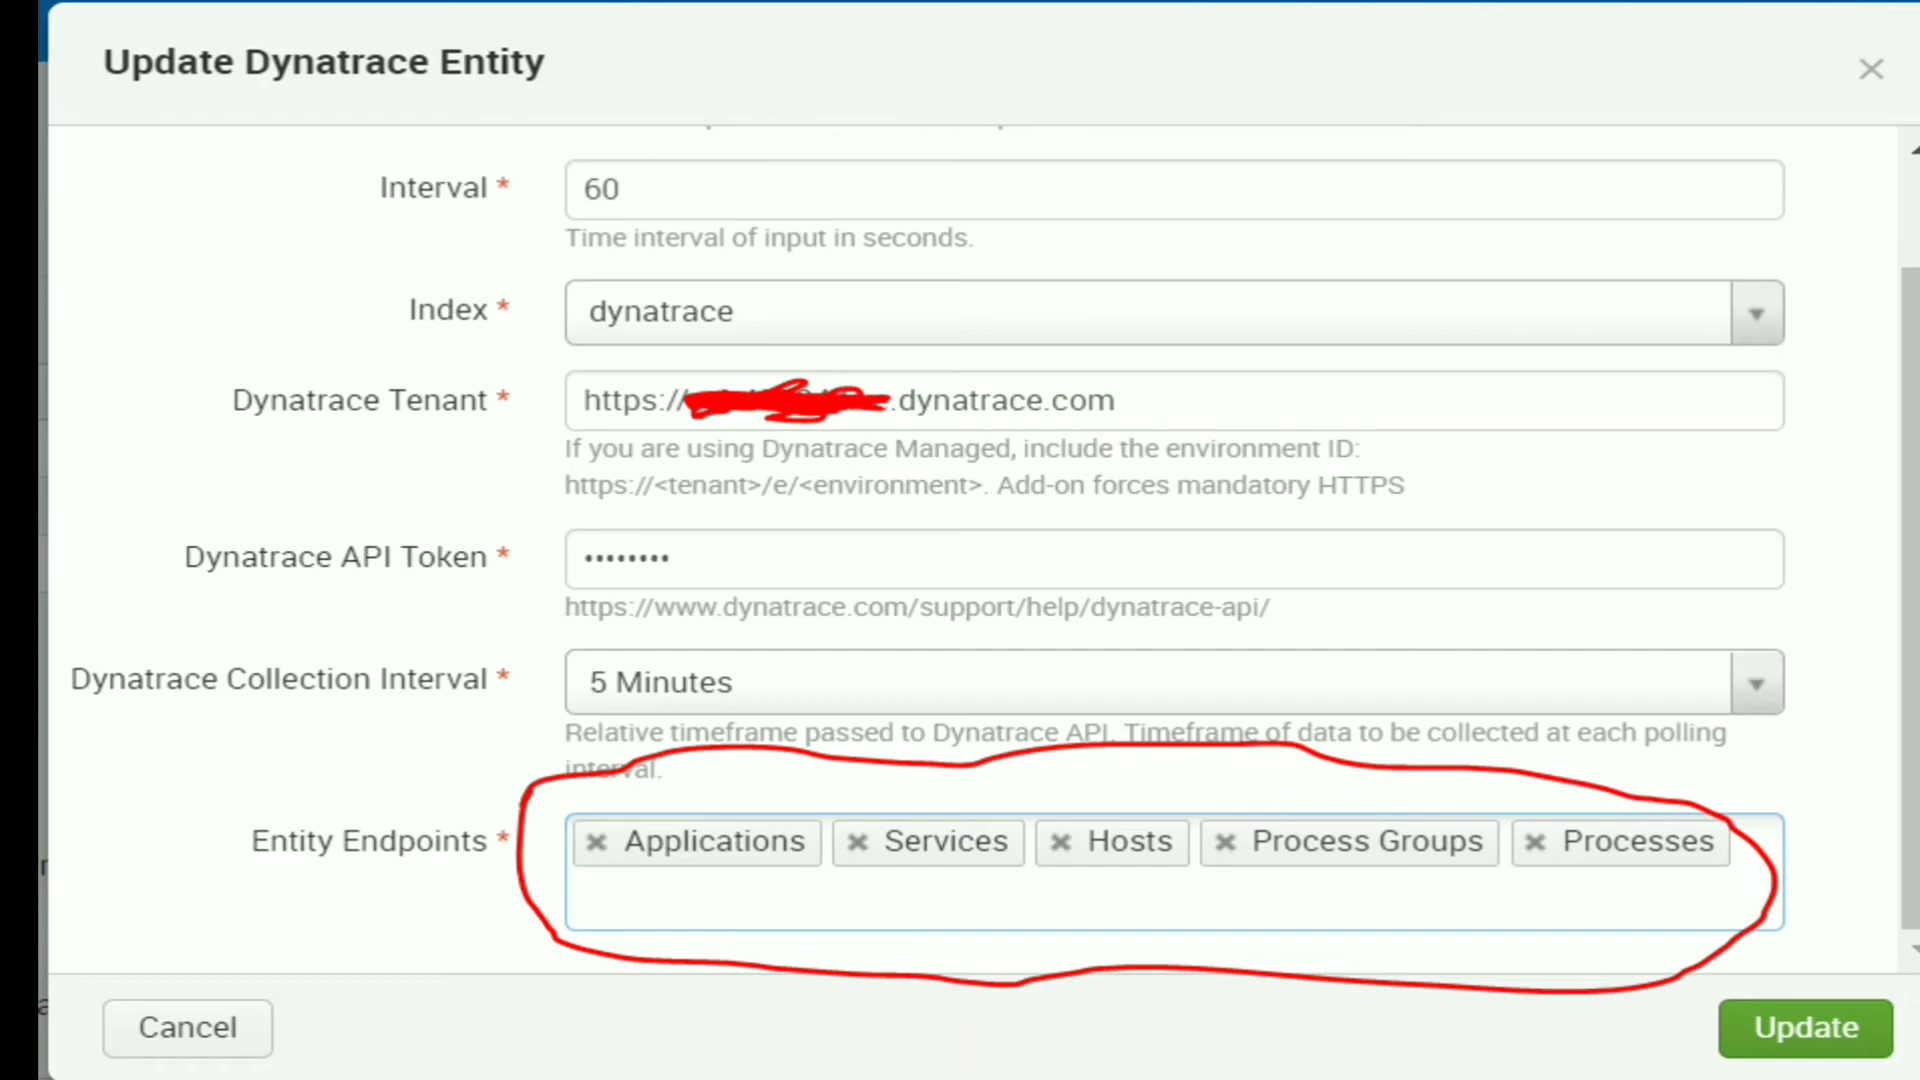 Update Dynatrace Entity
×
Interval *
60
Time interval of input in seconds.
Index *
dynatrace
Dynatrace Tenant *
https:// .dynatrace.com
If you are using Dynatrace Managed, include the environment ID:
https://<tenant>/e/<environment>. Add-on forces mandatory HTTPS
Dynatrace API Token *
••••••••
https://www.dynatrace.com/support/help/dynatrace-api/
Dynatrace Collection Interval *
5 Minutes
Relative timeframe passed to Dynatrace API. Timeframe of data to be collected at each polling
interval.
Entity Endpoints *
Applications Services Hosts Process Groups Processes
Cancel
Update